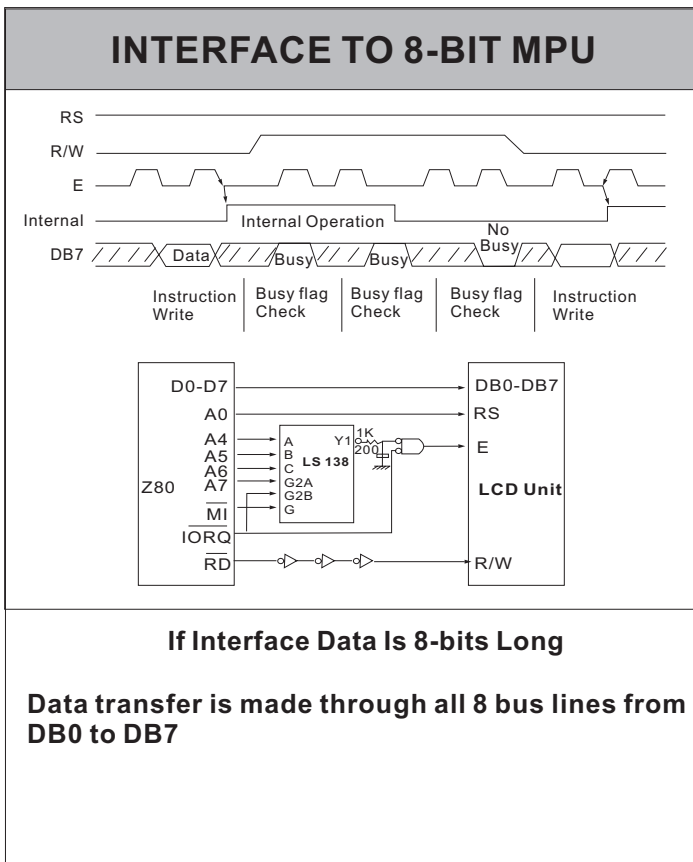 INTERFACE TO 8-BIT MPU
RS
R/W
E
Internal
Internal Operation
No
Busy
DB7
Data
Busy
Busy
Instruction
Write
Busy flag
Check
Busy flag
Check
Busy flag
Check
Instruction
Write
D0-D7
A0
A4
A5
A6
A7
Z80
MI
IORQ
RD
A
B
C
G2A
G2B
G
Y1
LS 138
1K
200
DB0-DB7
RS
E
LCD Unit
R/W
If Interface Data Is 8-bits Long
Data transfer is made through all 8 bus lines from
DB0 to DB7